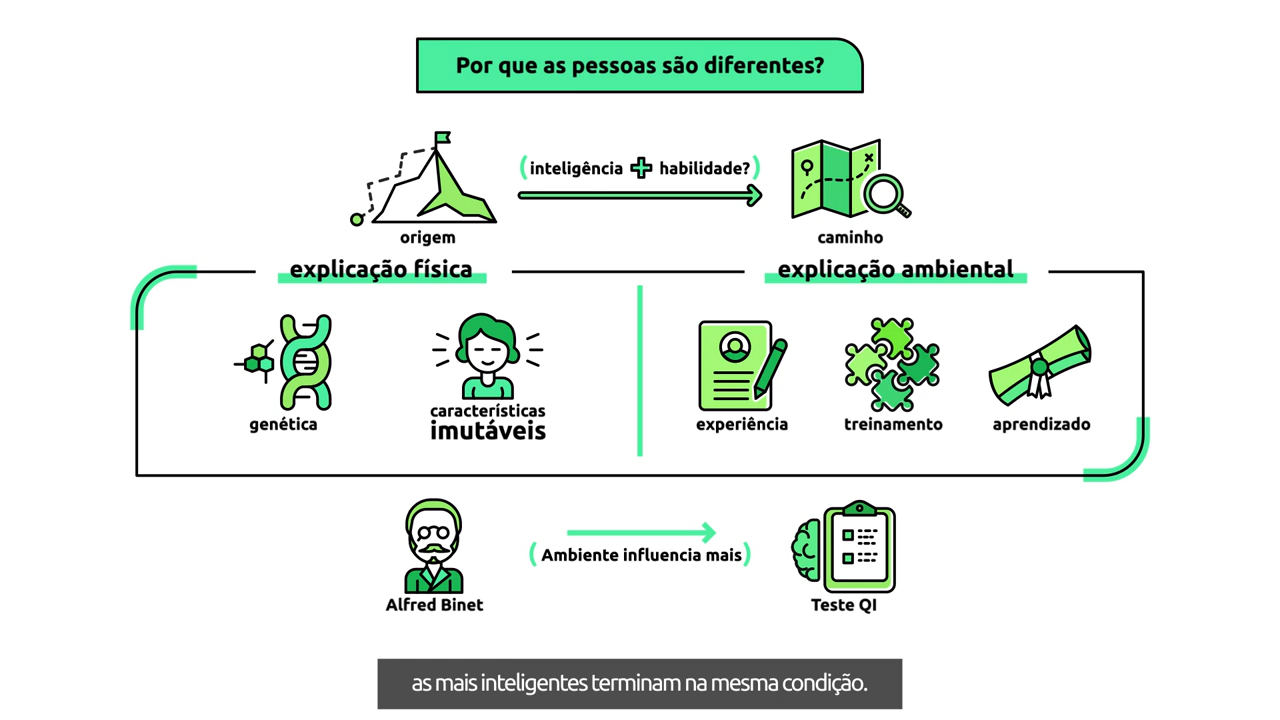 Por que as pessoas são diferentes?
(inteligência + habilidade?)
origem
caminho
explicação física
explicação ambiental
genética
características
imutáveis
experiência
treinamento
aprendizado
(Ambiente influencia mais)
Alfred Binet
Teste QI
as mais inteligentes terminam na mesma condição.